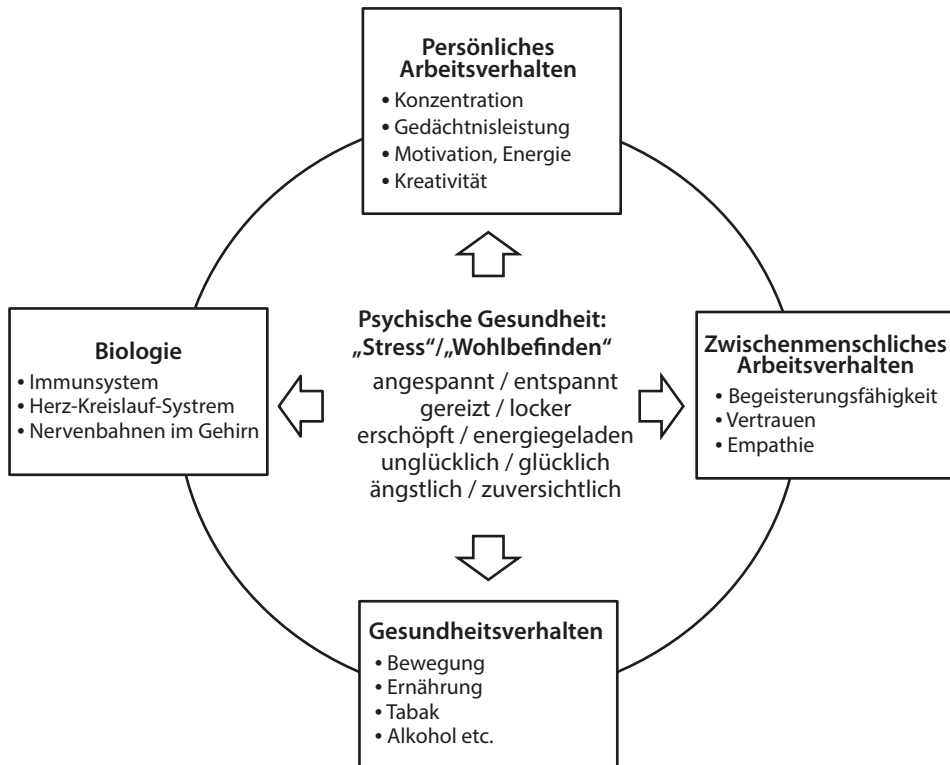 Persönliches
Arbeitsverhalten
• Konzentration
• Gedächtnisleistung
• Motivation, Energie
• Kreativität
Biologie
• Immunsystem
• Herz-Kreislauf-Systrem
• Nervenbahnen im Gehirn
Psychische Gesundheit:
„Stress“/„Wohlbefinden“
angespannt / entspannt
gereizt / locker
erschöpft / energiegeladen
unglücklich / glücklich
ängstlich / zuversichtlich
Zwischenmenschliches
Arbeitsverhalten
• Begeisterungsfähigkeit
• Vertrauen
• Empathie
Gesundheitsverhalten
• Bewegung
• Ernährung
• Tabak
• Alkohol etc.